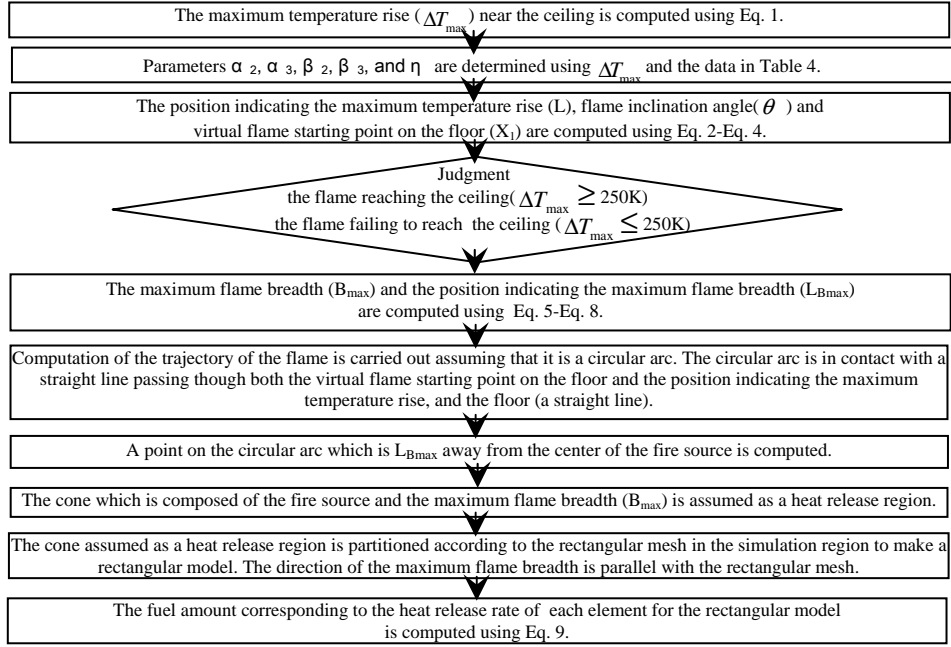 The maximum temperature rise ( ΔTmax ) near the ceiling is computed using Eq. 1.
Parameters α 2, α 3, β 2, β 3, and η are determined using ΔTmax and the data in Table 4.
The position indicating the maximum temperature rise (L), flame inclination angle( θ ) and
virtual flame starting point on the floor (X1) are computed using Eq. 2-Eq. 4.
Judgment
the flame reaching the ceiling( ΔTmax ≥ 250K)
the flame failing to reach the ceiling ( ΔTmax ≤ 250K)
The maximum flame breadth (Bmax) and the position indicating the maximum flame breadth (LBmax)
are computed using Eq. 5-Eq. 8.
Computation of the trajectory of the flame is carried out assuming that it is a circular arc. The circular arc is in contact with a
straight line passing though both the virtual flame starting point on the floor and the position indicating the maximum
temperature rise, and the floor (a straight line).
A point on the circular arc which is LBmax away from the center of the fire source is computed.
The cone which is composed of the fire source and the maximum flame breadth (Bmax) is assumed as a heat release region.
The cone assumed as a heat release region is partitioned according to the rectangular mesh in the simulation region to make a
rectangular model. The direction of the maximum flame breadth is parallel with the rectangular mesh.
The fuel amount corresponding to the heat release rate of each element for the rectangular model
is computed using Eq. 9.